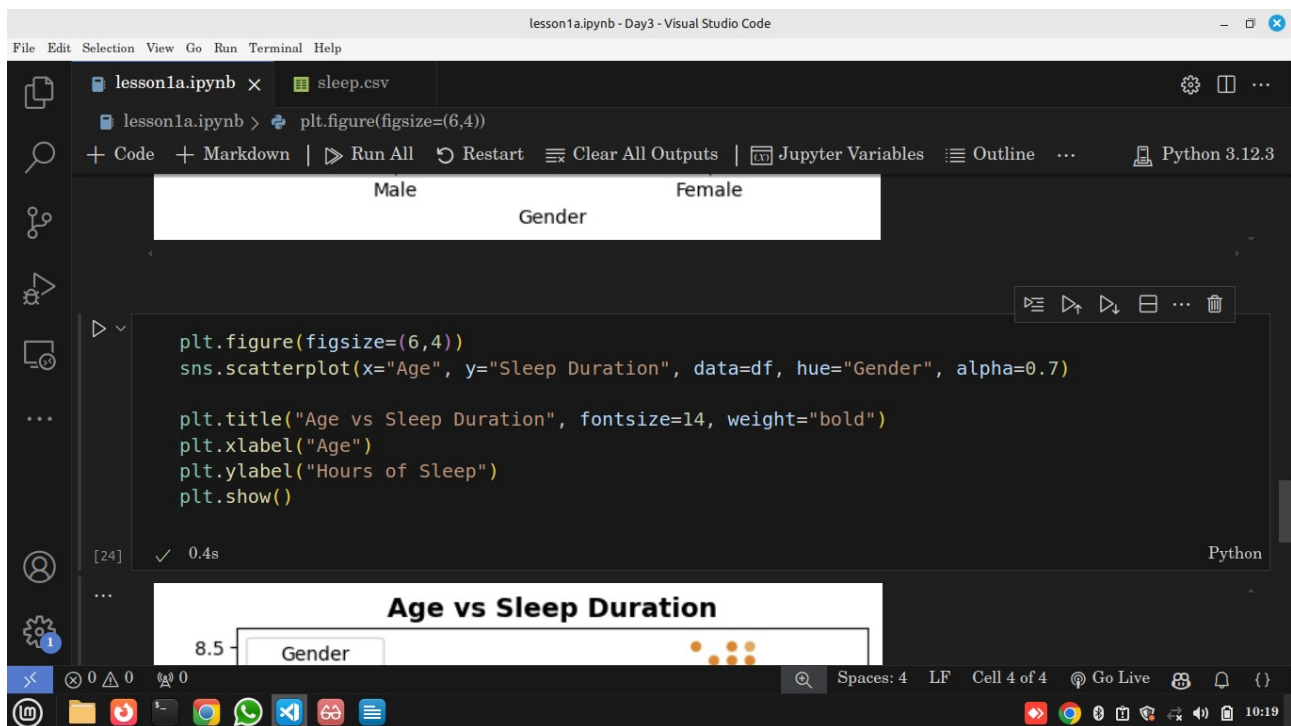 lesson1a.ipynb - Day3 - Visual Studio Code
File Edit Selection View Go Run Terminal Help
lesson1a.ipynb
sleep.csv
lesson1a.ipynb > plt.figure(figsize=(6,4))
+ Code + Markdown | Run All Restart Clear All Outputs | Jupyter Variables Outline ... Python 3.12.3
Male Female
Gender
plt.figure(figsize=(6,4))
sns.scatterplot(x="Age", y="Sleep Duration", data=df, hue="Gender", alpha=0.7)
plt.title("Age vs Sleep Duration", fontsize=14, weight="bold")
plt.xlabel("Age")
plt.ylabel("Hours of Sleep")
plt.show()
[24] 0.4s Python
Age vs Sleep Duration
8.5
Gender
1
0 0 0 Spaces: 4 LF Cell 4 of 4 Go Live {}
10:19